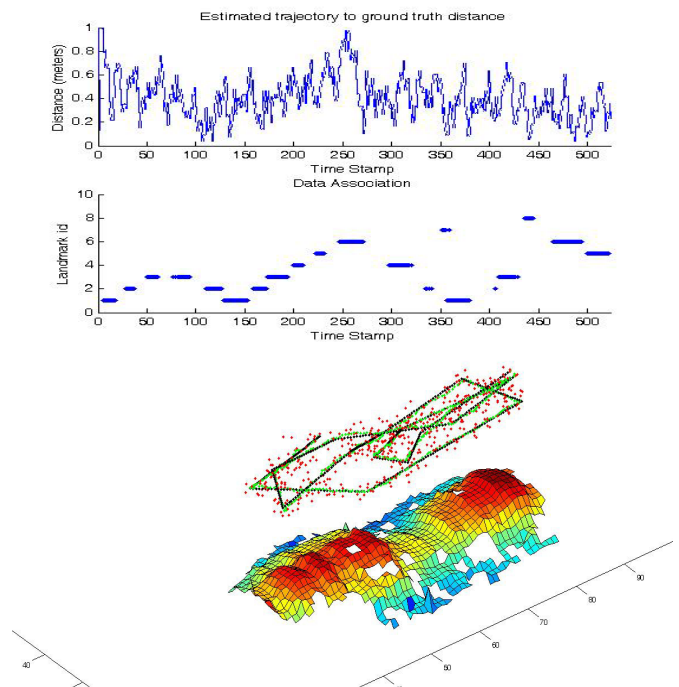 Estimated trajectory to ground truth distance
Distance (meters)
1
0.8
0.6
0.4
0.2
0
0 50 100 150 200 250 300 350 400 450 500
Time Stamp
Data Association
Landmark id
10
8
6
4
2
0
0 50 100 150 200 250 300 350 400 450 500
Time Stamp
90
80
70
60
50
40